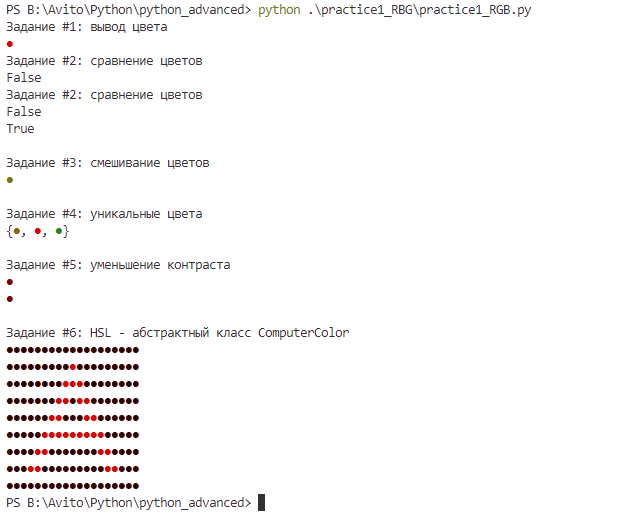 PS B:\Avito\Python\python_advanced> python .\practice1_RBG\practice1_RGB.py
Задание #1: вывод цвета
●
Задание #2: сравнение цветов
False
Задание #2: сравнение цветов
False
True
Задание #3: смешивание цветов
●
Задание #4: уникальные цвета
{●, ●, ●}
Задание #5: уменьшение контраста
●
●
Задание #6: HSL - абстрактный класс ComputerColor
●●●●●●●●●●●●●●●●●●●
●●●●●●●●●●●●●●●●●●●
●●●●●●●●●●●●●●●●●●●
●●●●●●●●●●●●●●●●●●●
●●●●●●●●●●●●●●●●●●●
●●●●●●●●●●●●●●●●●●●
●●●●●●●●●●●●●●●●●●●
●●●●●●●●●●●●●●●●●●●
●●●●●●●●●●●●●●●●●●●
PS B:\Avito\Python\python_advanced>